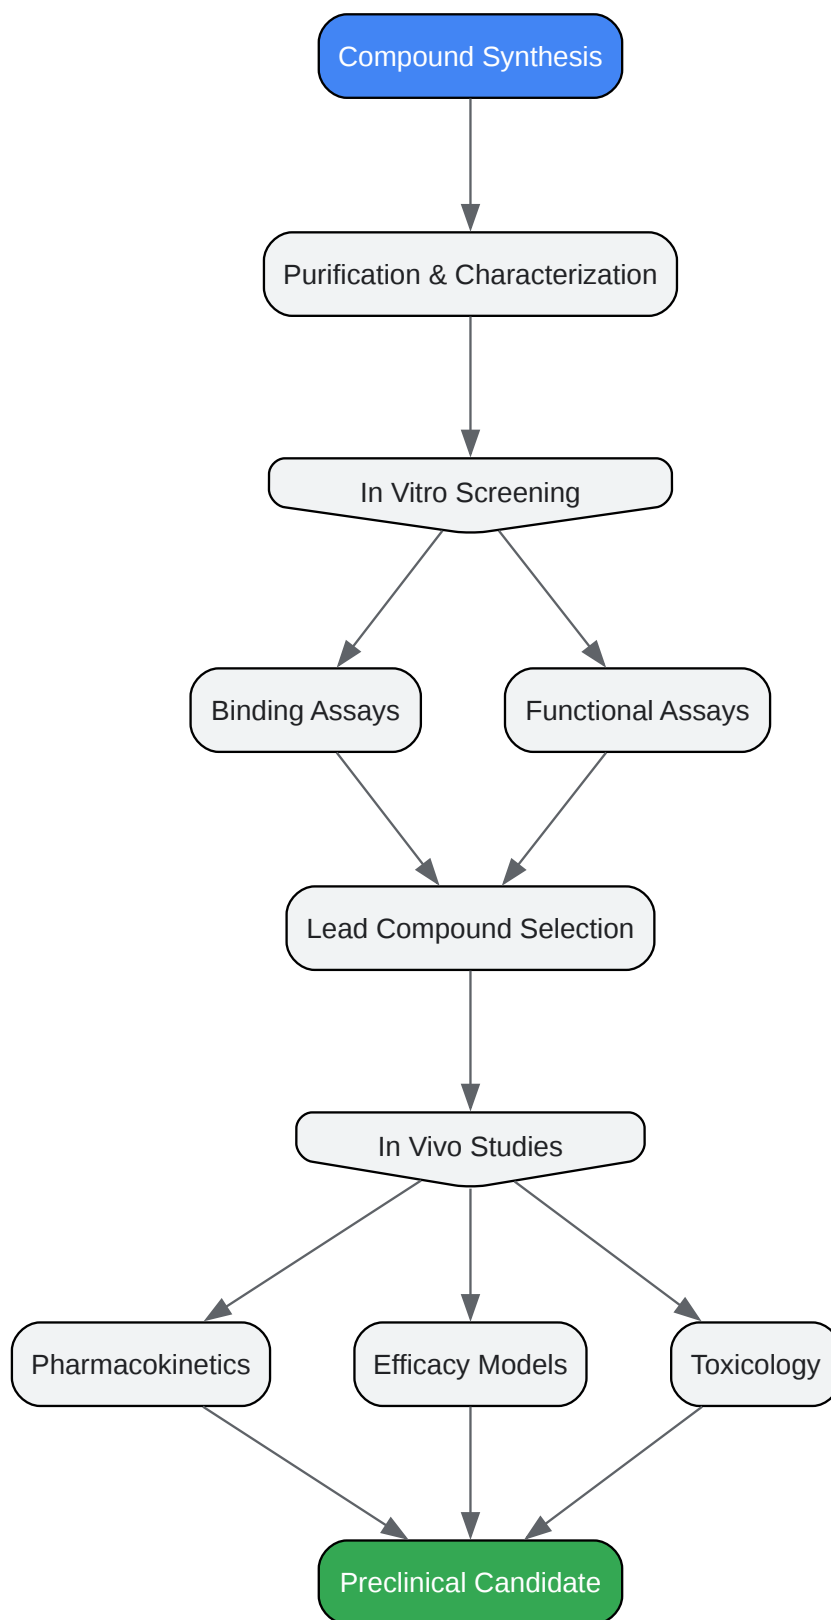 Compound Synthesis
Purification & Characterization
In Vitro Screening
Binding Assays
Functional Assays
Lead Compound Selection
In Vivo Studies
Pharmacokinetics
Efficacy Models
Toxicology
Preclinical Candidate